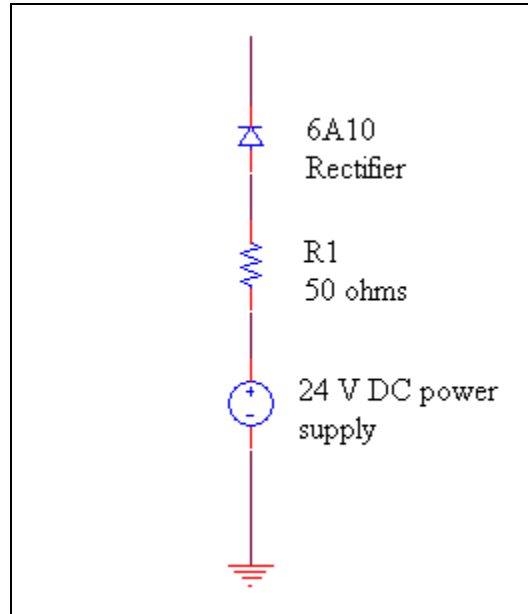 6A10
Rectifier
R1
50 ohms
+
-
24 V DC power
supply